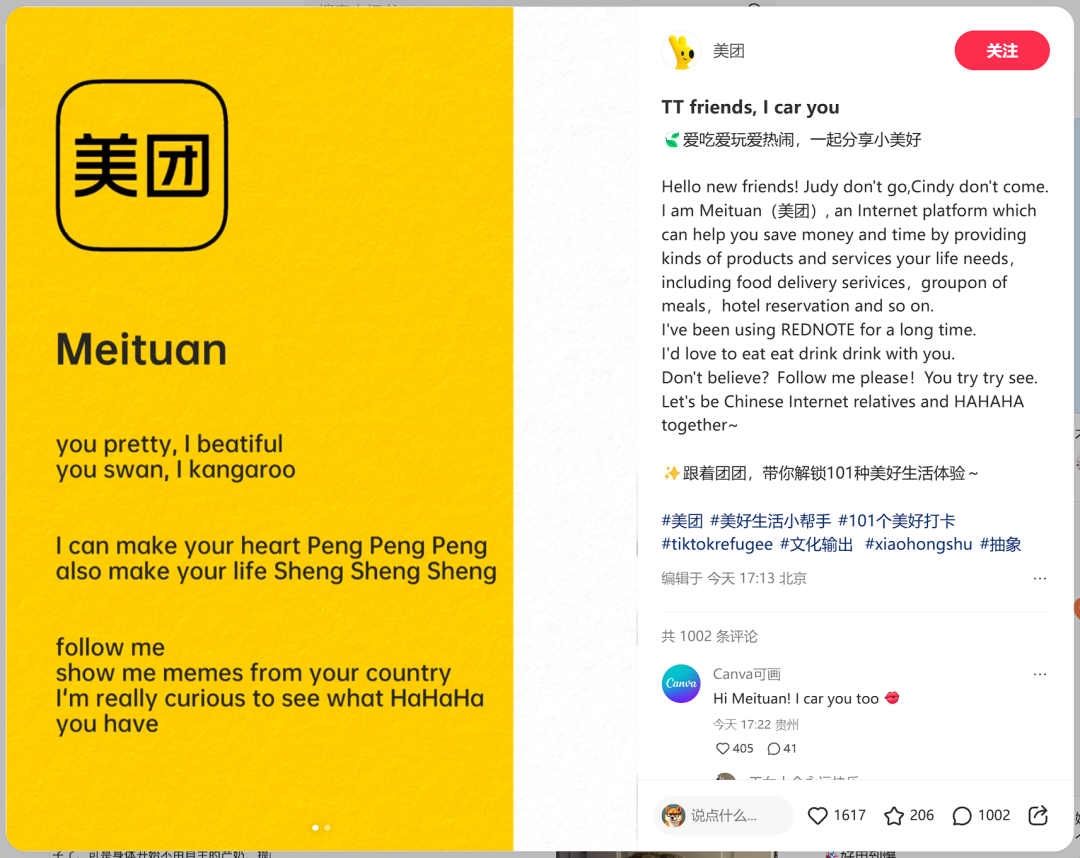 美团
Meituan
you pretty, I beatiful
you swan, I kangaroo
I can make your heart Peng Peng Peng
also make your life Sheng Sheng Sheng
follow me
show me memes from your country
I'm really curious to see what HaHaHa
you have
美团
关注
TT friends, I car you
爱吃爱玩爱热闹，一起分享小美好
Hello new friends! Judy don't go,Cindy don't come.
I am Meituan（美团）, an Internet platform which
can help you save money and time by providing
kinds of products and services your life needs，
including food delivery serivices，groupon of
meals，hotel reservation and so on.
I've been using REDNOTE for a long time.
I'd love to eat eat drink drink with you.
Don't believe？Follow me please！You try try see.
Let's be Chinese Internet relatives and HAHAHA
together~
✨跟着团团，带你解锁101种美好生活体验～
#美团 #美好生活小帮手 #101个美好打卡
#tiktokrefugee #文化输出 #xiaohongshu #抽象
编辑于 今天 17:13 北京
共 1002 条评论
Canva
Canva可画
Hi Meituan! I car you too 💋
今天 17:22 贵州
405 41
说点什么...
1617 206 1002